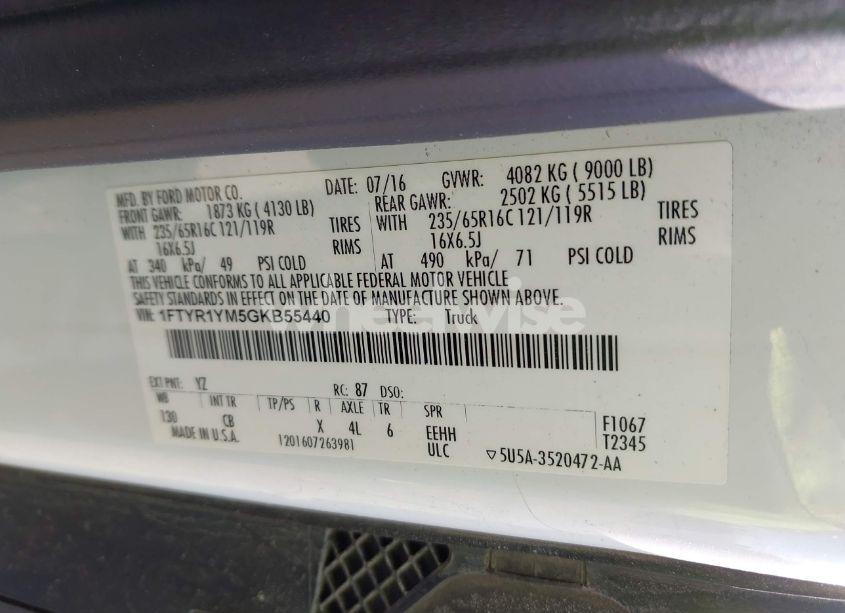 MFD. BY FORD MOTOR CO.
DATE: 07/16 GVWR: 4082 KG ( 9000 LB)
FRONT GAWR: 1873 KG ( 4130 LB) REAR GAWR: 2502 KG ( 5515 LB)
WITH 235/65R16C 121/119R TIRES WITH 235/65R16C 121/119R TIRES
16X6.5J RIMS 16X6.5J RIMS
AT 340 kPa/ 49 PSI COLD AT 490 kPa/ 71 PSI COLD
THIS VEHICLE CONFORMS TO ALL APPLICABLE FEDERAL MOTOR VEHICLE
SAFETY STANDARDS IN EFFECT ON THE DATE OF MANUFACTURE SHOWN ABOVE.
VIN: 1FTYR1YM5GKB55440 TYPE: Truck
wheelwise
EXT PNT: YZ RC: 87 DSO:
WB INT TR TP/PS R AXLE TR SPR
130 CB X 4L 6 EEHH F1067
MADE IN U.S.A. 1201607263981 ULC T2345
▽5U5A-3520472-AA